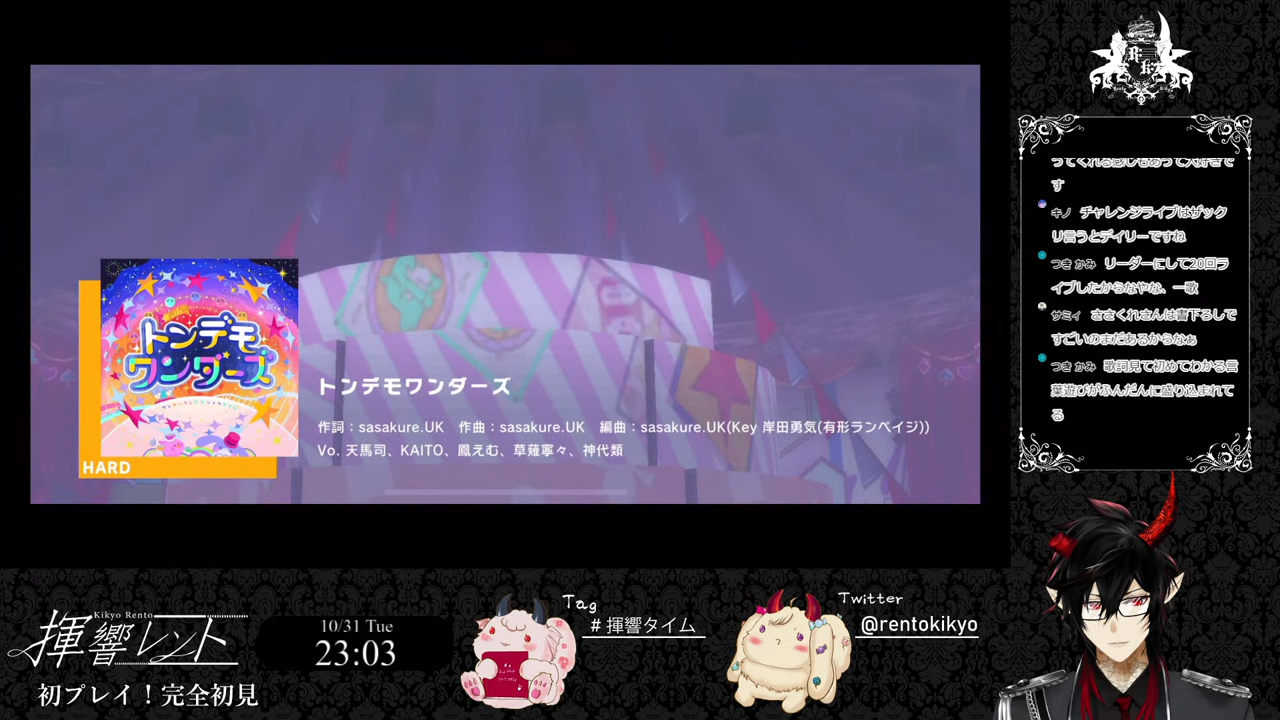 トンデモ
ワンダーズ
HARD
トンデモワンダーズ
作詞：sasakure.UK　作曲：sasakure.UK　編曲：sasakure.UK(Key 岸田勇気(有形ランペイジ))
Vo. 天馬司、KAITO、鳳えむ、草薙寧々、神代類
ってくれる感じもあって大好きで
す
キノ チャレンジライブはザック
リ言うとデイリーですね
つき かみ リーダーにして20回ラ
イブしたからなやな、一歌
サミィ ささくれさんは書下ろしで
すごいのまだあるからなぁ
つき かみ 歌詞見て初めてわかる言
葉遊びがふんだんに盛り込まれて
る
Kikyo Rento
揮響レント
初プレイ！完全初見
10/31 Tue
23:03
Tag
# 揮響タイム
Twitter
@rentokikyo